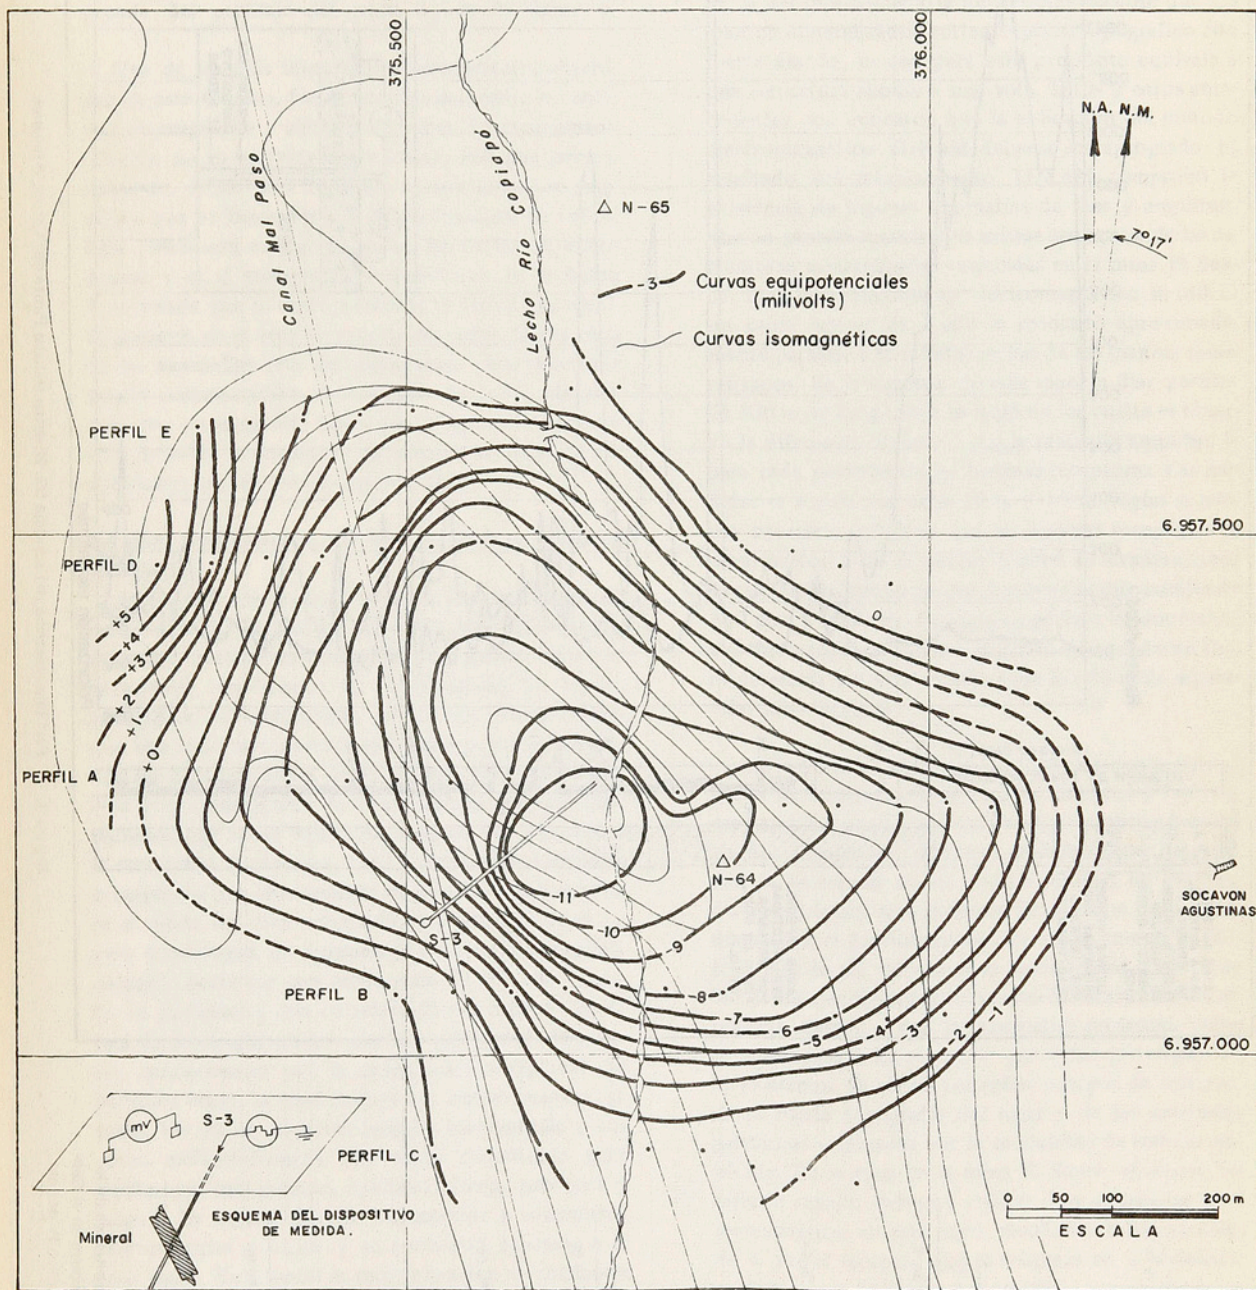 375.500
376.000
N.A. N.M.
7°17'
Canal Mal Paso
Lecho Río Copiapó
△ N-65
-3 Curvas equipotenciales
(milivolts)
Curvas isomagnéticas
PERFIL E
6.957.500
PERFIL D
0
+5
+4
+3
+2
+1
+0
PERFIL A
△
N-64
SOCAVON
AGUSTINAS
-11
-10
S-3
-9
PERFIL B
-8
-7
-6
-5
-4
-3
-2
-1
6.957.000
mV
S-3
PERFIL C
0 50 100 200 m
ESCALA
ESQUEMA DEL DISPOSITIVO
DE MEDIDA.
Mineral